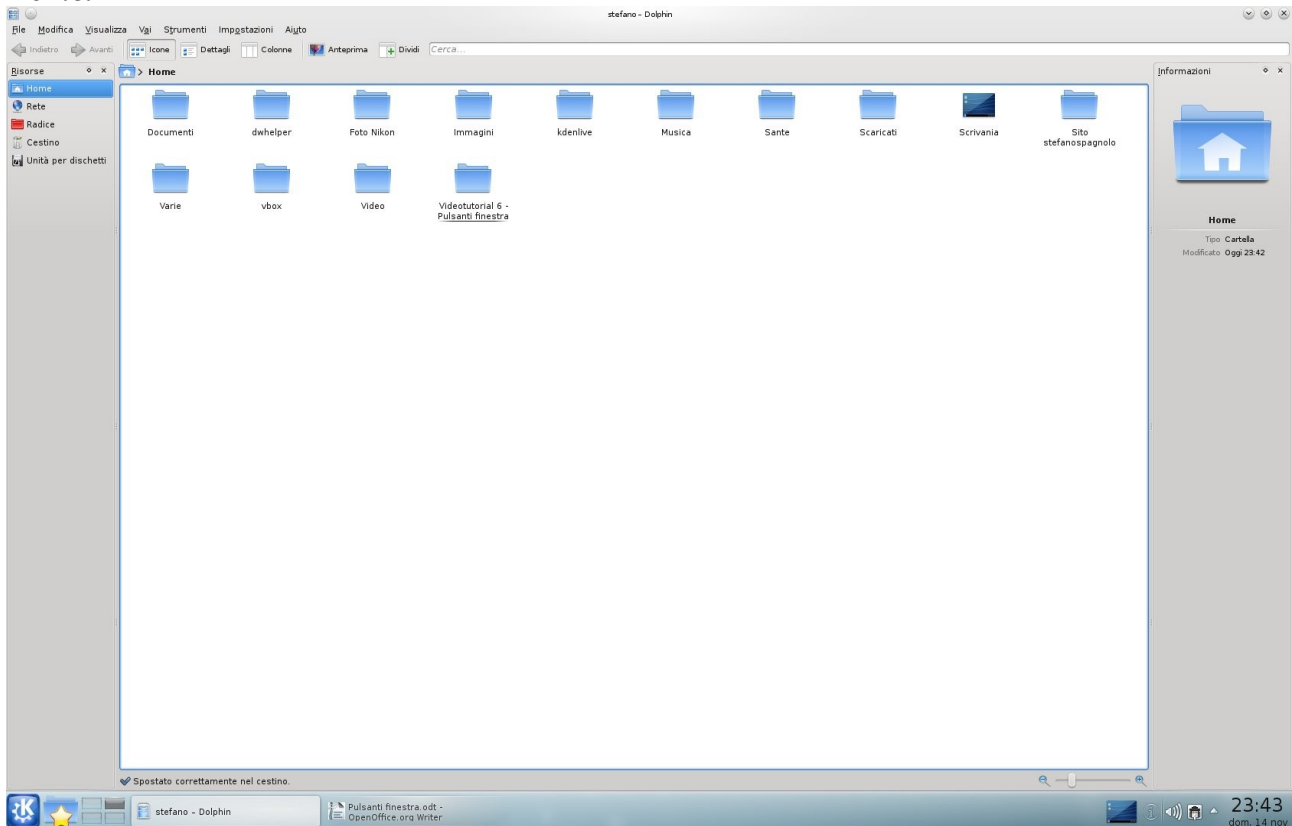 stefano – Dolphin
File Modifica Visualizza Vai Strumenti Impostazioni Aiuto
Indietro Avanti Icone Dettagli Colonne Anteprima Dividi Cerca...
Risorse
Home
Rete
Radice
Cestino
Unità per dischetti
> Home
Documenti dwhelper Foto Nikon Immagini kdenlive Musica Sante Scaricati Scrivania Sito
stefanospagnolo
Varie vbox Video Videotutorial 6 -
Pulsanti finestra
Informazioni
Home
Tipo Cartella
Modificato Oggi 23:42
Spostato correttamente nel cestino.
stefano - Dolphin
Pulsanti finestra.odt -
OpenOffice.org Writer
23:43
dom. 14 nov